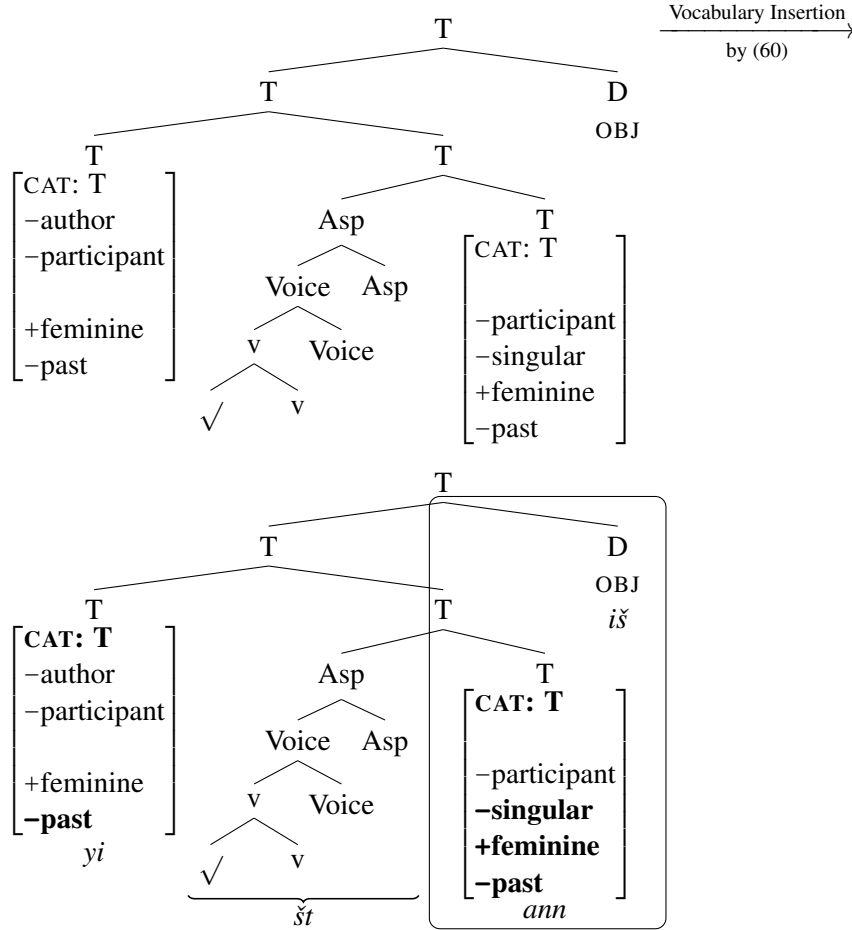 T
Vocabulary Insertion
by (60)
T D
OBJ
T T
CAT: T
–author
–participant
+feminine
–past
Asp T
Voice Asp
v Voice
√ v
CAT: T
–participant
–singular
+feminine
–past
T
T D
OBJ
iš
T T
CAT: T
–author
–participant
+feminine
–past
yi
Asp T
Voice Asp
v Voice
√ v
št
CAT: T
–participant
–singular
+feminine
–past
ann